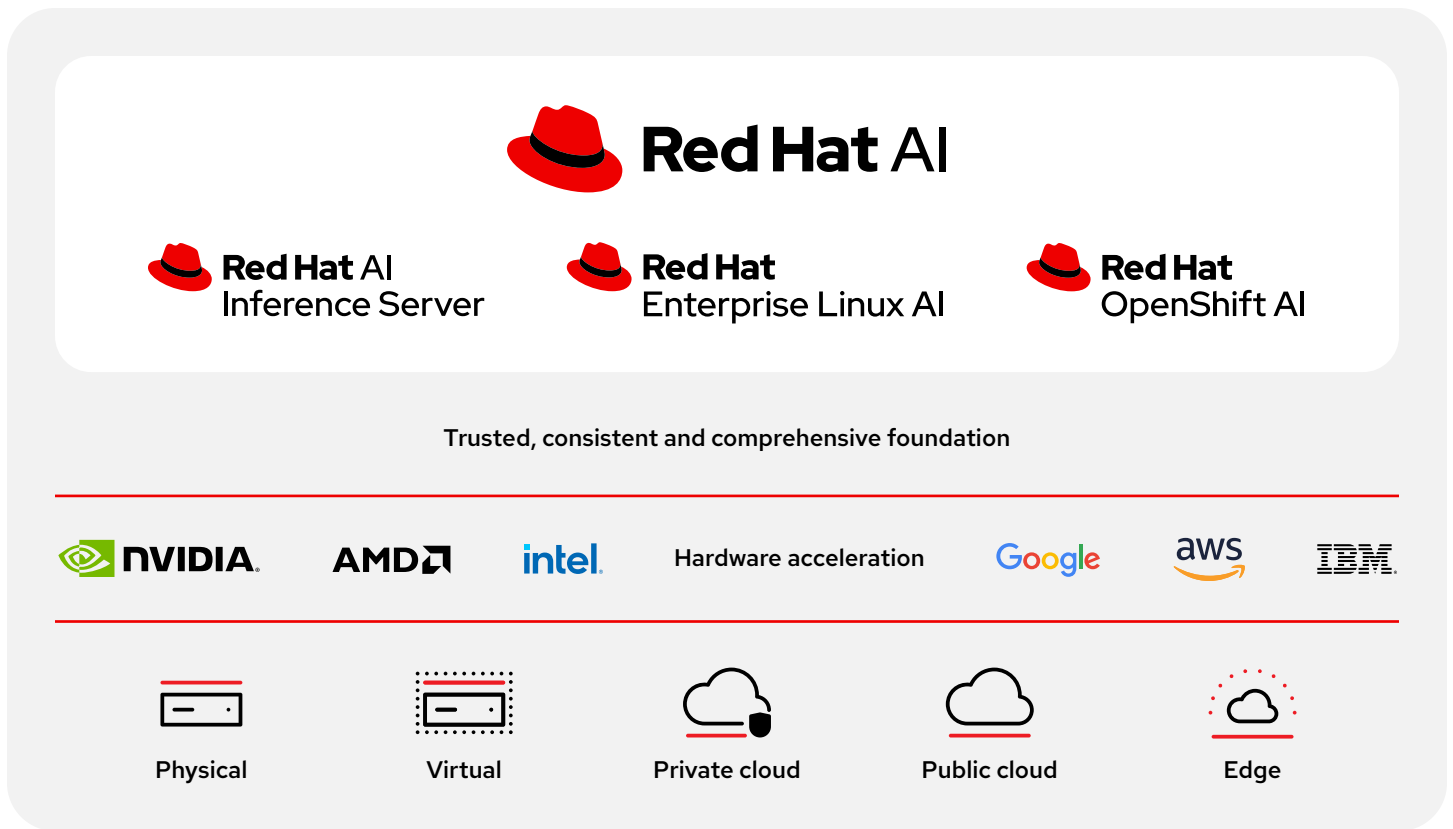 Red Hat AI
Red Hat AI
Inference Server
Red Hat
Enterprise Linux AI
Red Hat
OpenShift AI
Trusted, consistent and comprehensive foundation
NVIDIA.
AMD
intel.
Hardware acceleration
Google
aws
IBM.
Physical
Virtual
Private cloud
Public cloud
Edge